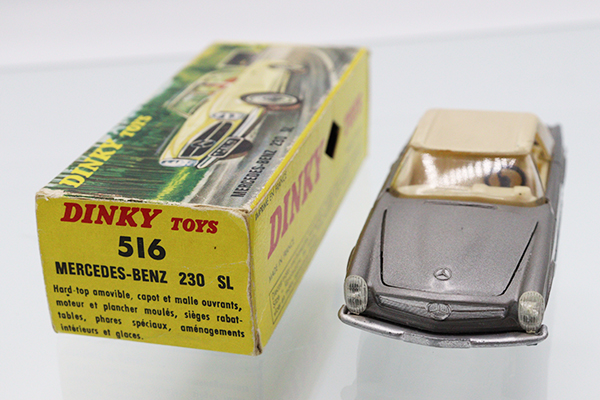 DINKY TOYS
MERCEDES-BENZ 230 SL
DINKY
DINKY TOYS
516
MERCEDES-BENZ 230 SL
Hard-top amovible, capot et malle ouvrants,
moteur et plancher moulés, sièges rabat-
tables, phares spéciaux, aménagements
intérieurs et glaces.